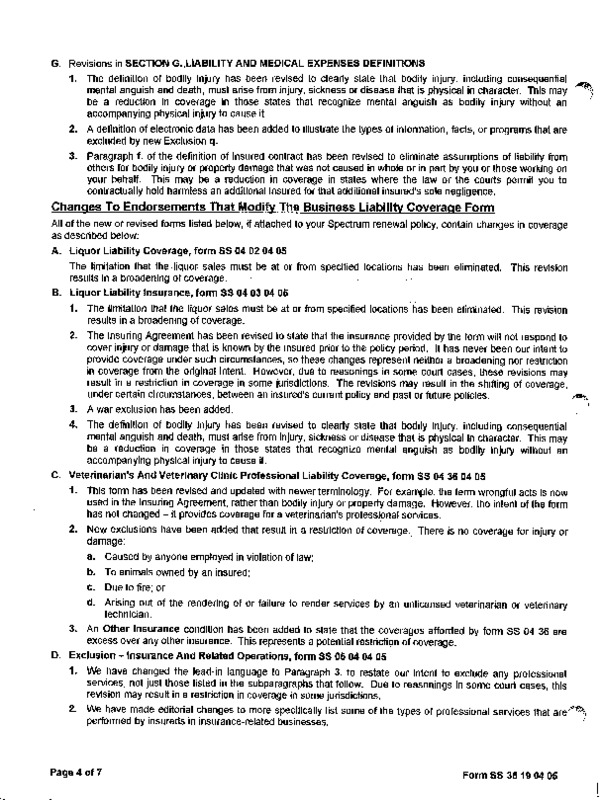 G. Revisions in SECTION G.,LIABILITY AND MEDICAL EXPENSES DEFINITIONS
1. The definition of bodily injury has been revised to clearly state that bodily injury, including consequential
mental anguish and death, must arise from injury, sickness or disease that is physical in character. This may
be a reduction in coverage in those states that recognize mental anguish as bodily injury without an
accompanying physical injury to cause it
2. A definition of electronic data has been added to illustrate the types of information, facts, or programs that are
excluded by new Exclusion q.
3. Paragraph f. of the definition of insured contract has been revised to eliminate assumptions of liability from
others for bodily injury or property damage that was not caused in whole or in part by you or those working on
your behalf. This may be a reduction in coverage in states where the law or the courts permit you to
contractually hold harmless an additional insured for that additional insured's sole negligence.
Changes To Endorsements That Modify The Business Liability Coverage Form
All of the new or revised forms listed below, if attached to your Spectrum renewal policy, contain changes in coverage
as described below:
A. Liquor Liability Coverage, form SS 04 02 04 05
The limitation that the liquor sales must be at or from specified locations has been eliminated. This revision
results in a broadening of coverage.
B. Liquor Liability Insurance, form SS 04 03 04 05
1. The limitation that the liquor sales must be at or from specified locations has been eliminated. This revision
results in a broadening of coverage.
2. The Insuring Agreement has been revised to state that the insurance provided by the form will not respond to
cover injury or damage that is known by the insured prior to the policy period. It has never been our intent to
provide coverage under such circumstances, so these changes represent neither a broadening nor restriction
in coverage from the original intent. However, due to reasonings in some court cases, these revisions may
result in a restriction in coverage in some jurisdictions. The revisions may result in the shifting of coverage,
under certain circumstances, between an insured's current policy and past or future policies.
3. A war exclusion has been added.
4. The definition of bodily injury has been revised to clearly state that bodily injury, including consequential
mental anguish and death, must arise from injury, sickness or disease that is physical in character. This may
be a reduction in coverage in those states that recognize mental anguish as bodily injury without an
accompanying physical injury to cause it.
C. Veterinarian's And Veterinary Clinic Professional Liability Coverage, form SS 04 36 04 05
1. This form has been revised and updated with newer terminology. For example, the term wrongful acts is now
used in the Insuring Agreement, rather than bodily injury or property damage. However, the intent of the form
has not changed – it provides coverage for a veterinarian's professional services.
2. New exclusions have been added that result in a restriction of coverage. There is no coverage for injury or
damage:
a. Caused by anyone employed in violation of law;
b. To animals owned by an insured;
c. Due to fire; or
d. Arising out of the rendering of or failure to render services by an unlicensed veterinarian or veterinary
technician.
3. An Other Insurance condition has been added to state that the coverages afforded by form SS 04 36 are
excess over any other insurance. This represents a potential restriction of coverage.
D. Exclusion – Insurance And Related Operations, form SS 05 04 04 05
1. We have changed the lead-in language to Paragraph 3. to restate our intent to exclude any professional
services, not just those listed in the subparagraphs that follow. Due to reasonings in some court cases, this
revision may result in a restriction in coverage in some jurisdictions.
2. We have made editorial changes to more specifically list some of the types of professional services that are
performed by insureds in insurance-related businesses.
Page 4 of 7
Form SS 38 19 04 05